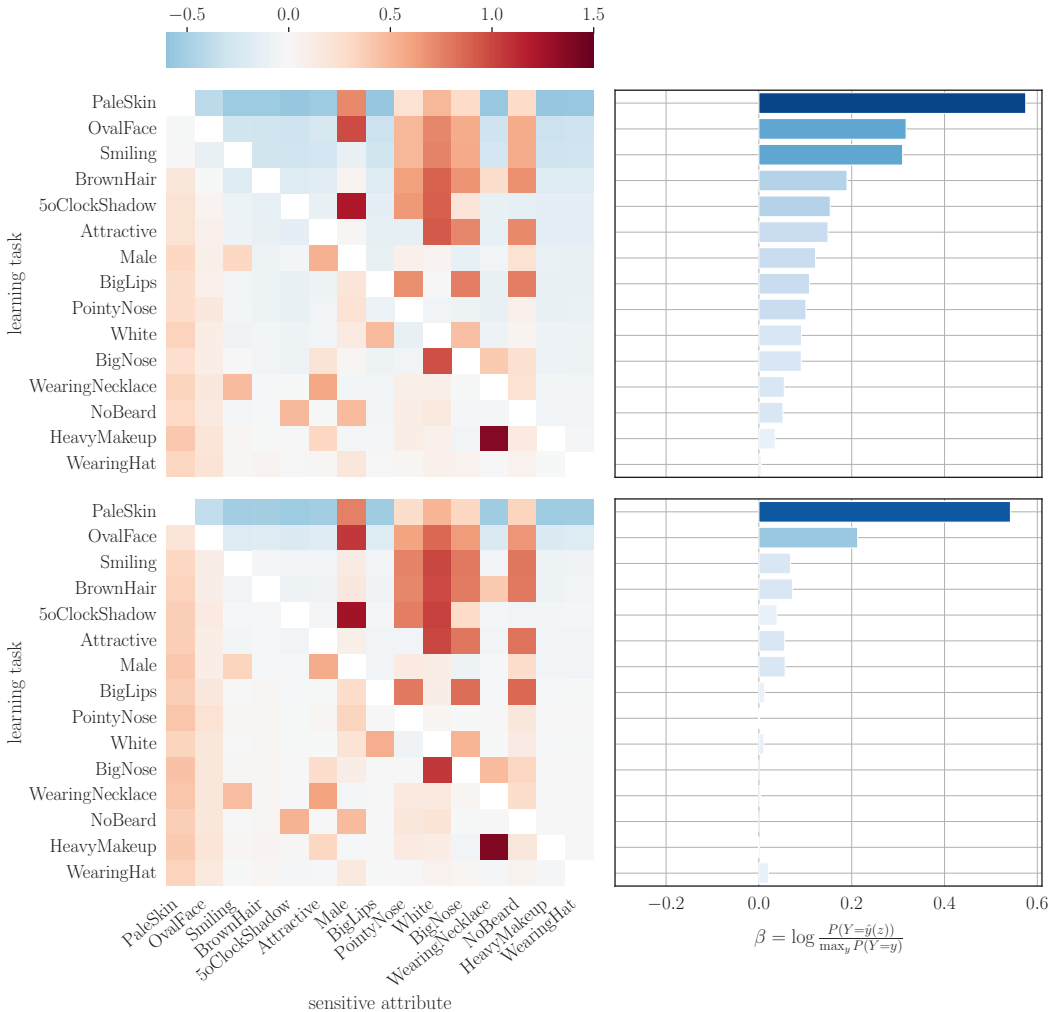 −0.5 0.0 0.5 1.0 1.5
PaleSkin
OvalFace
Smiling
BrownHair
5oClockShadow
Attractive
Male
BigLips
PointyNose
White
BigNose
WearingNecklace
NoBeard
HeavyMakeup
WearingHat
learning task
PaleSkin
OvalFace
Smiling
BrownHair
5oClockShadow
Attractive
Male
BigLips
PointyNose
White
BigNose
WearingNecklace
NoBeard
HeavyMakeup
WearingHat
learning task
PaleSkin
OvalFace
Smiling
BrownHair
5oClockShadow
Attractive
Male
BigLips
PointyNose
White
BigNose
WearingNecklace
NoBeard
HeavyMakeup
WearingHat
sensitive attribute
−0.2 0.0 0.2 0.4 0.6
β = log P(Y=ŷ(z)) / max_y P(Y=y)